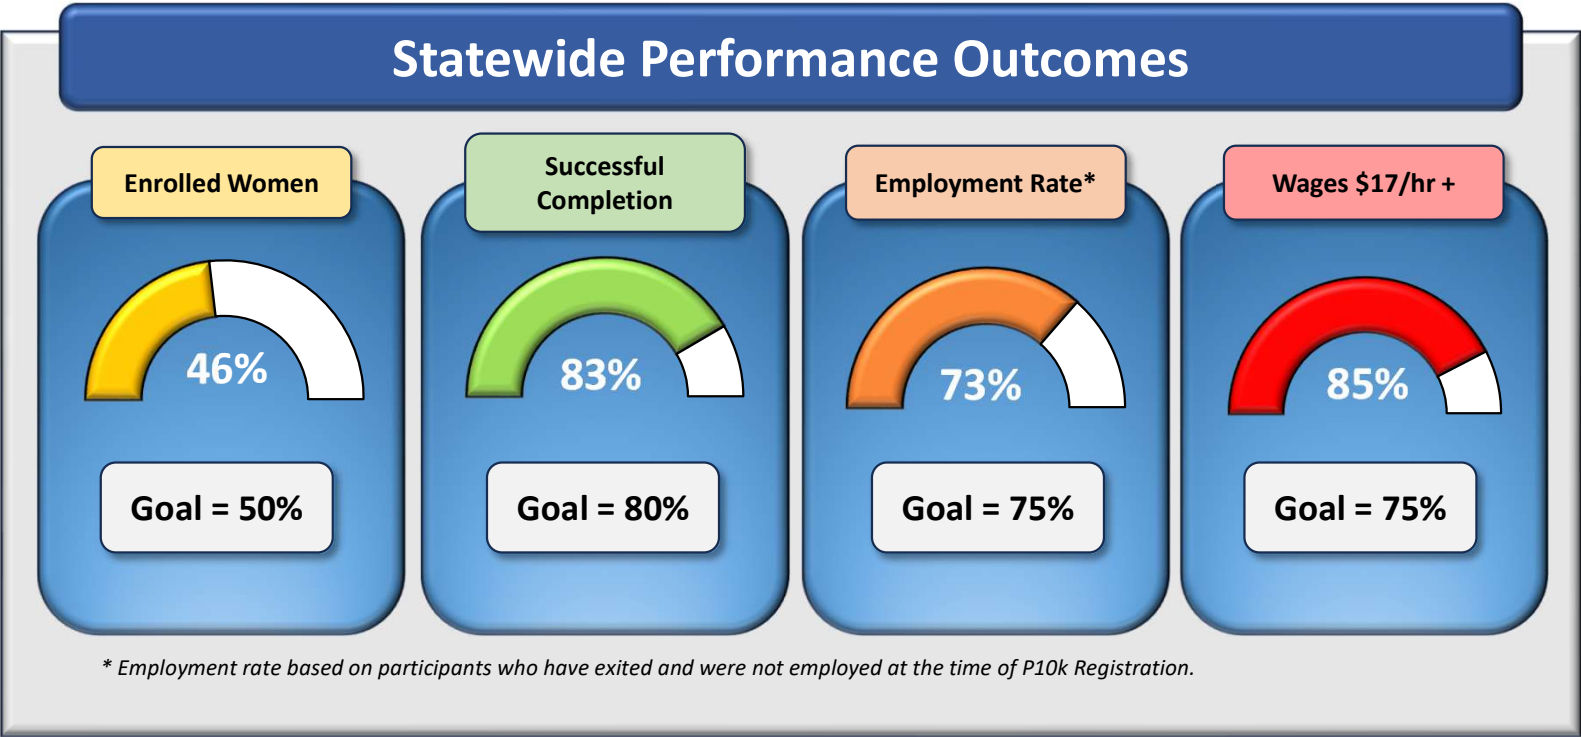 Statewide Performance Outcomes
Enrolled Women
Successful
Completion
Employment Rate*
Wages $17/hr +
46%
83%
73%
85%
Goal = 50%
Goal = 80%
Goal = 75%
Goal = 75%
* Employment rate based on participants who have exited and were not employed at the time of P10k Registration.